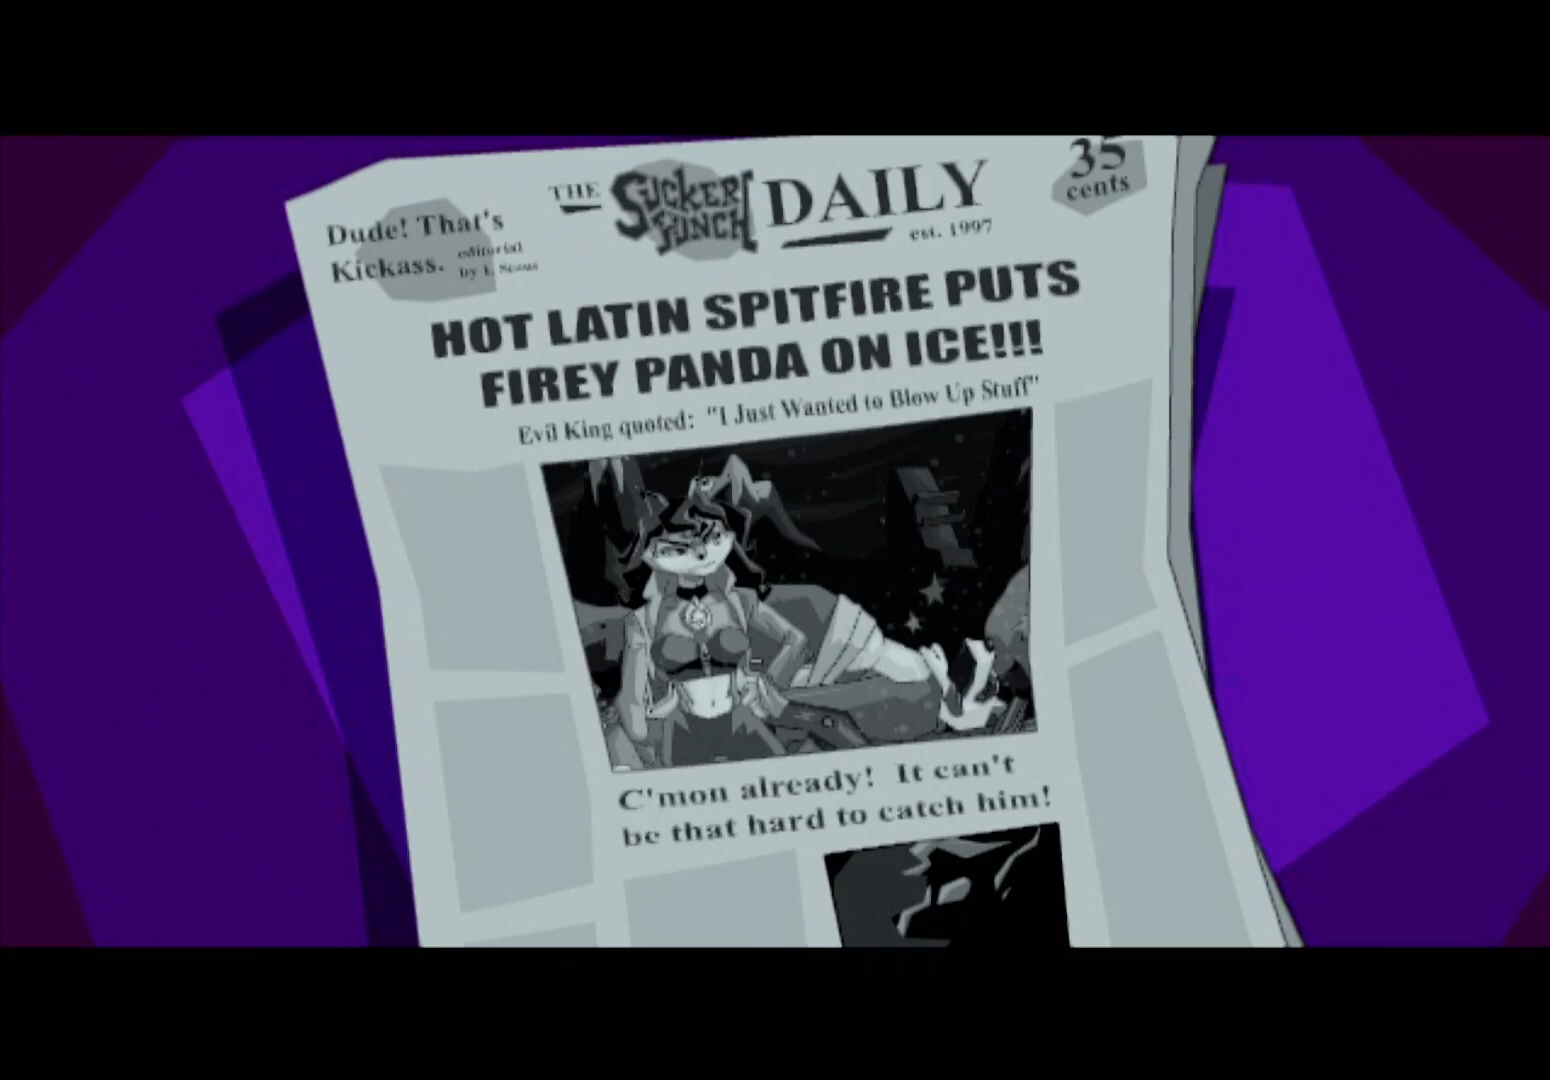 THE SUCKER PUNCH DAILY
est. 1997
35
cents
Dude! That's
Kickass.
editorial
by
HOT LATIN SPITFIRE PUTS
FIREY PANDA ON ICE!!!
Evil King quoted: "I Just Wanted to Blow Up Stuff"
C'mon already! It can't
be that hard to catch him!